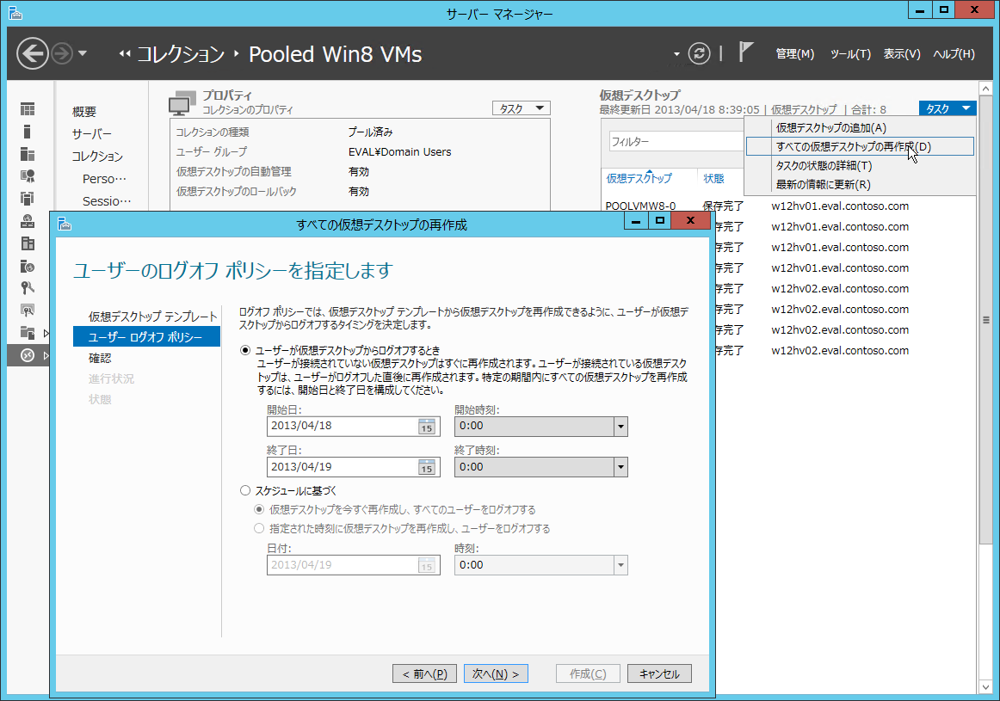 サーバー マネージャー
コレクション ‣ Pooled Win8 VMs
管理(M) ツール(T) 表示(V) ヘルプ(H)
概要
サーバー
コレクション
Perso…
Sessio…
プロパティ
コレクションのプロパティ
タスク
コレクションの種類 プール済み
ユーザー グループ EVAL¥Domain Users
仮想デスクトップの自動管理 有効
仮想デスクトップのロールバック 有効
仮想デスクトップ
最終更新日 2013/04/18 8:39:05 | 仮想デスクトップ | 合計: 8
タスク
仮想デスクトップの追加(A)
すべての仮想デスクトップの再作成(D)
タスクの状態の詳細(T)
最新の情報に更新(R)
フィルター
仮想デスクトップ 状態
POOLVMW8-0 保存完了 w12hv01.eval.contoso.com
存完了 w12hv01.eval.contoso.com
存完了 w12hv01.eval.contoso.com
存完了 w12hv01.eval.contoso.com
存完了 w12hv02.eval.contoso.com
存完了 w12hv02.eval.contoso.com
存完了 w12hv02.eval.contoso.com
存完了 w12hv02.eval.contoso.com
すべての仮想デスクトップの再作成
ユーザーのログオフ ポリシーを指定します
仮想デスクトップ テンプレート
ユーザー ログオフ ポリシー
確認
進行状況
状態
ログオフ ポリシーでは、仮想デスクトップ テンプレートから仮想デスクトップを再作成できるように、ユーザーが仮想デ
スクトップからログオフするタイミングを決定します。
ユーザーが仮想デスクトップからログオフするとき
ユーザーが接続されていない仮想デスクトップはすぐに再作成されます。ユーザーが接続されている仮想デスク
トップは、ユーザーがログオフした直後に再作成されます。特定の期間内にすべての仮想デスクトップを再作成
するには、開始日と終了日を構成してください。
開始日: 開始時刻:
2013/04/18 15 0:00
終了日: 終了時刻:
2013/04/19 15 0:00
スケジュールに基づく
仮想デスクトップを今すぐ再作成し、すべてのユーザーをログオフする
指定された時刻に仮想デスクトップを再作成し、ユーザーをログオフする
日付: 時刻:
2013/04/19 15 0:00
< 前へ(P) 次へ(N) > 作成(C) キャンセル